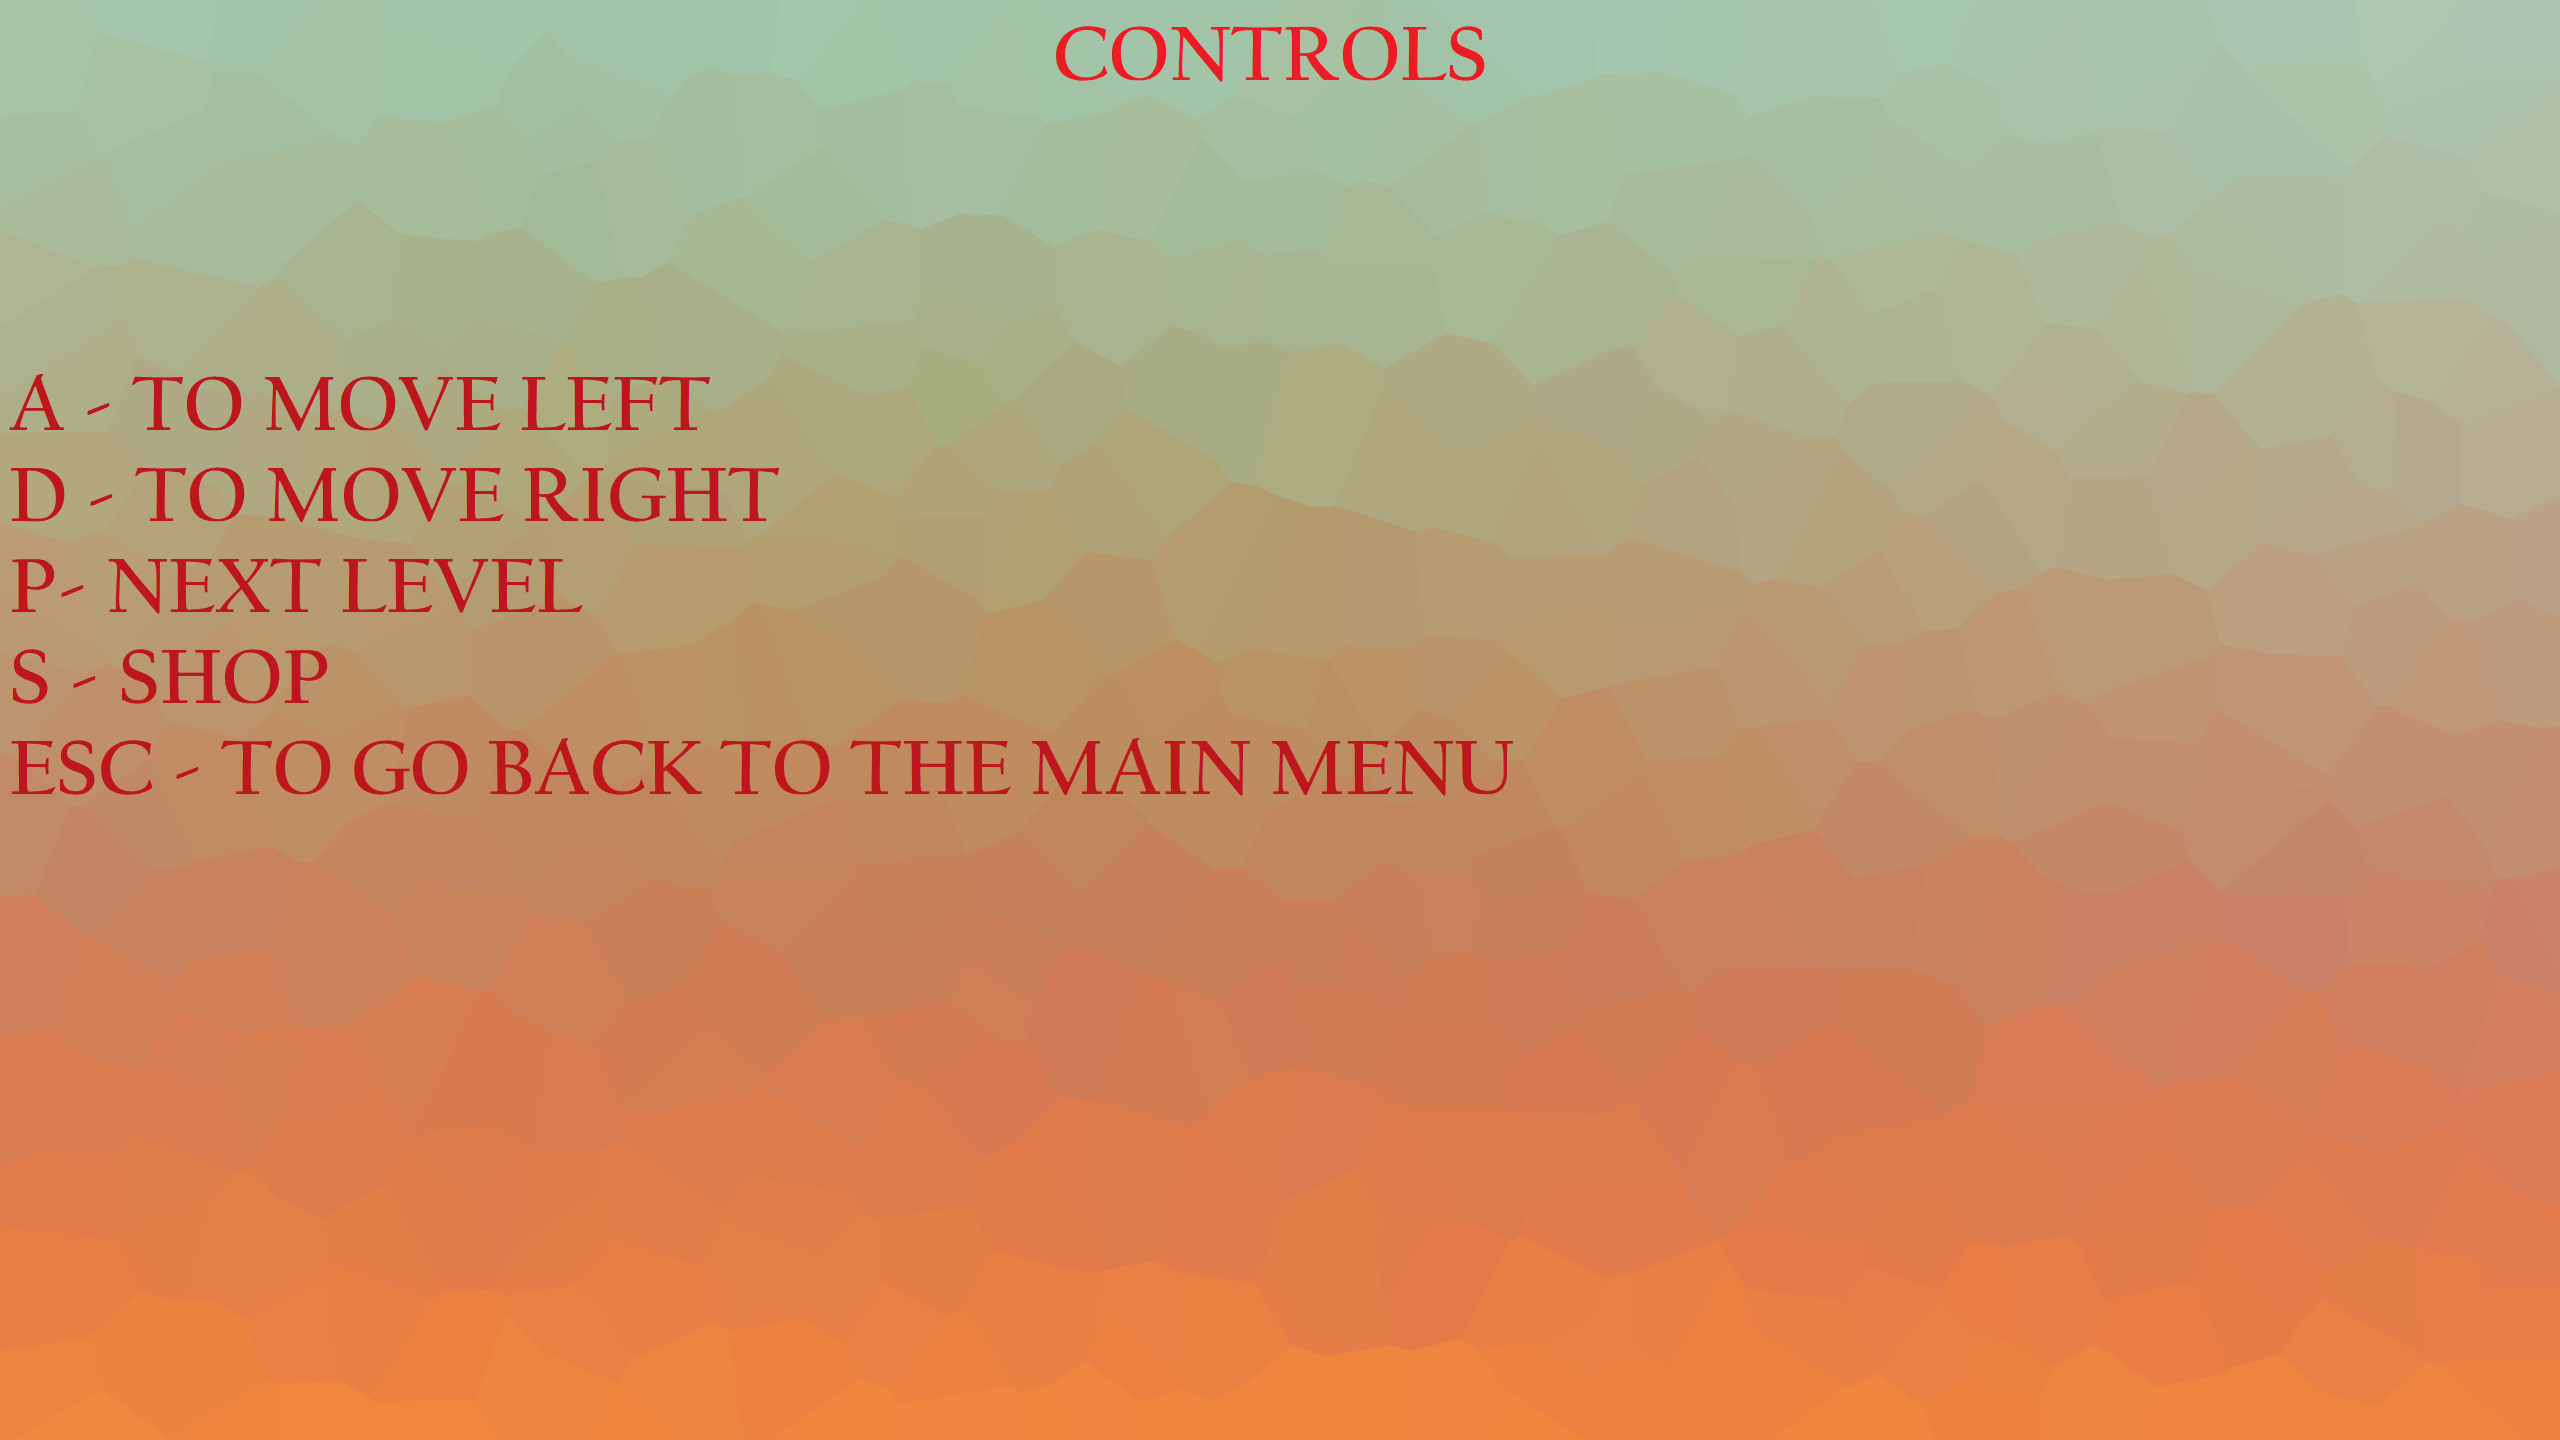 CONTROLS
A - TO MOVE LEFT
D - TO MOVE RIGHT
P- NEXT LEVEL
S - SHOP
ESC - TO GO BACK TO THE MAIN MENU